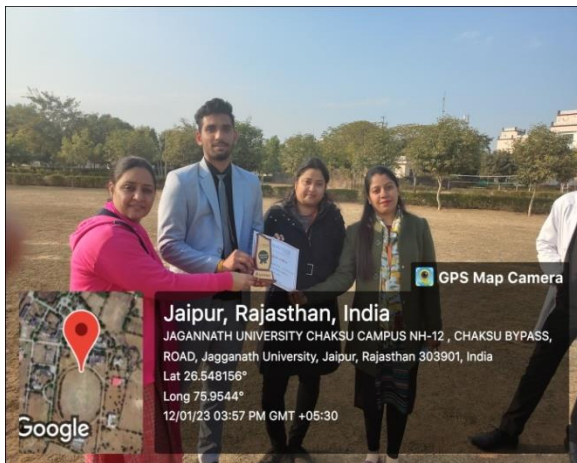 GPS Map Camera
Jaipur, Rajasthan, India
JAGANNATH UNIVERSITY CHAKSU CAMPUS NH-12 , CHAKSU BYPASS,
ROAD, Jagganath University, Jaipur, Rajasthan 303901, India
Lat 26.548156°
Long 75.9544°
12/01/23 03:57 PM GMT +05:30
Google